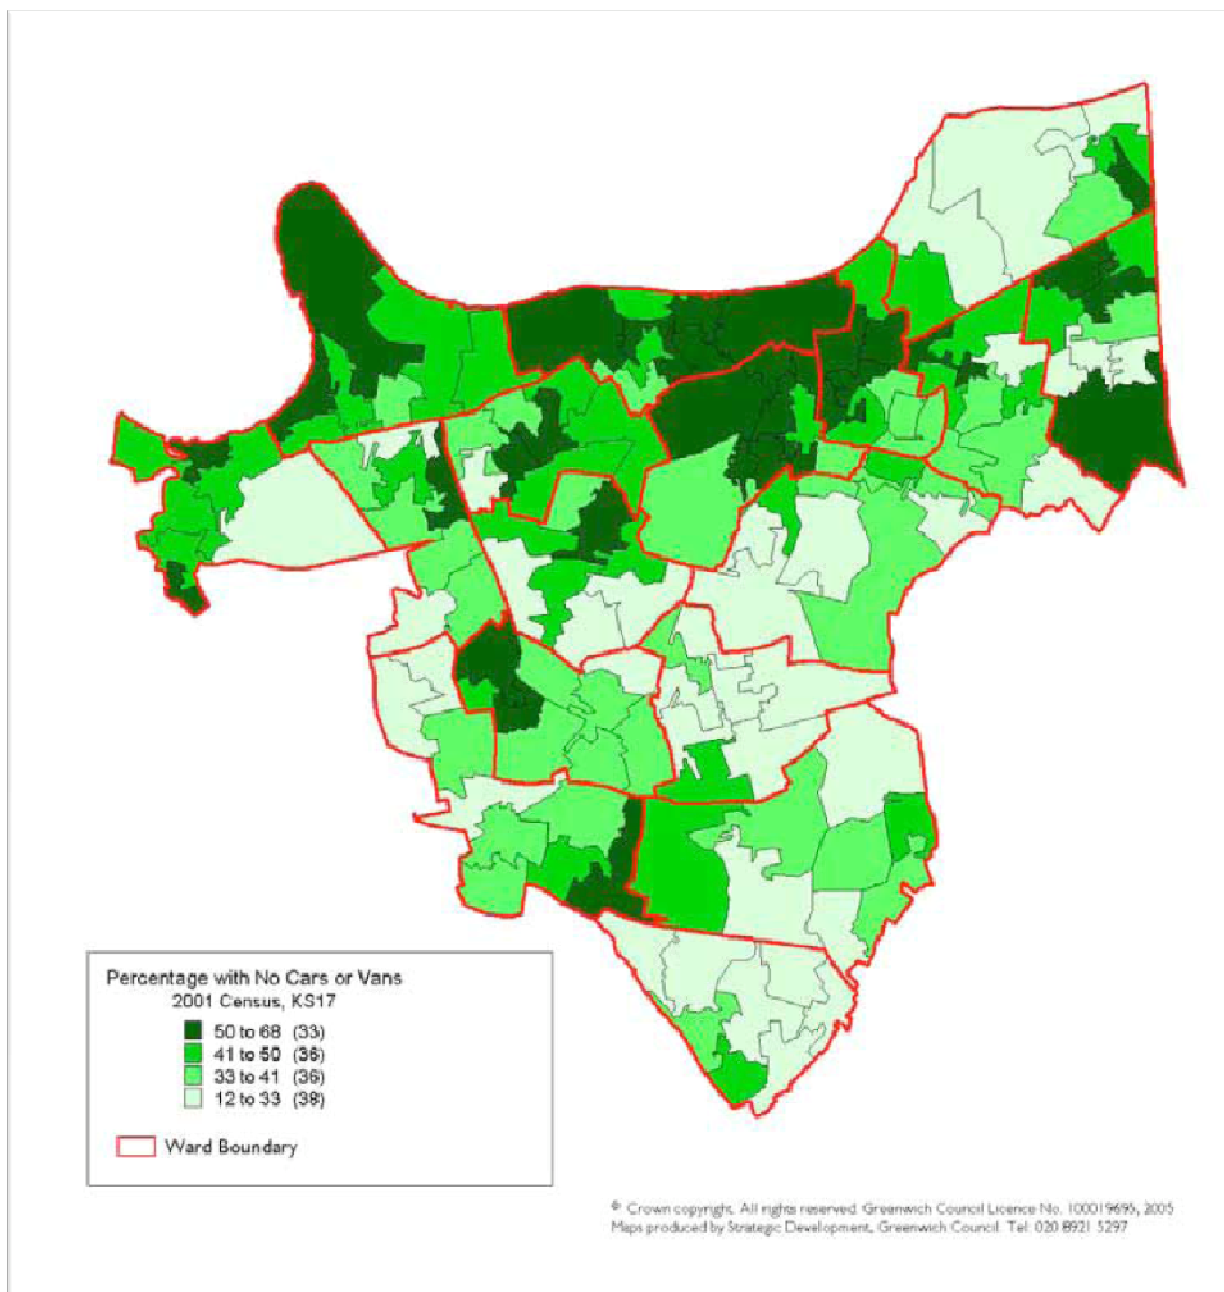 Percentage with No Cars or Vans
2001 Census, KS17
50 to 68 (33)
41 to 50 (36)
33 to 41 (36)
12 to 33 (38)
Ward Boundary
© Crown copyright. All rights reserved. Greenwich Council Licence No. 100019695, 2005
Maps produced by Strategic Development, Greenwich Council. Tel: 020 8921 5297